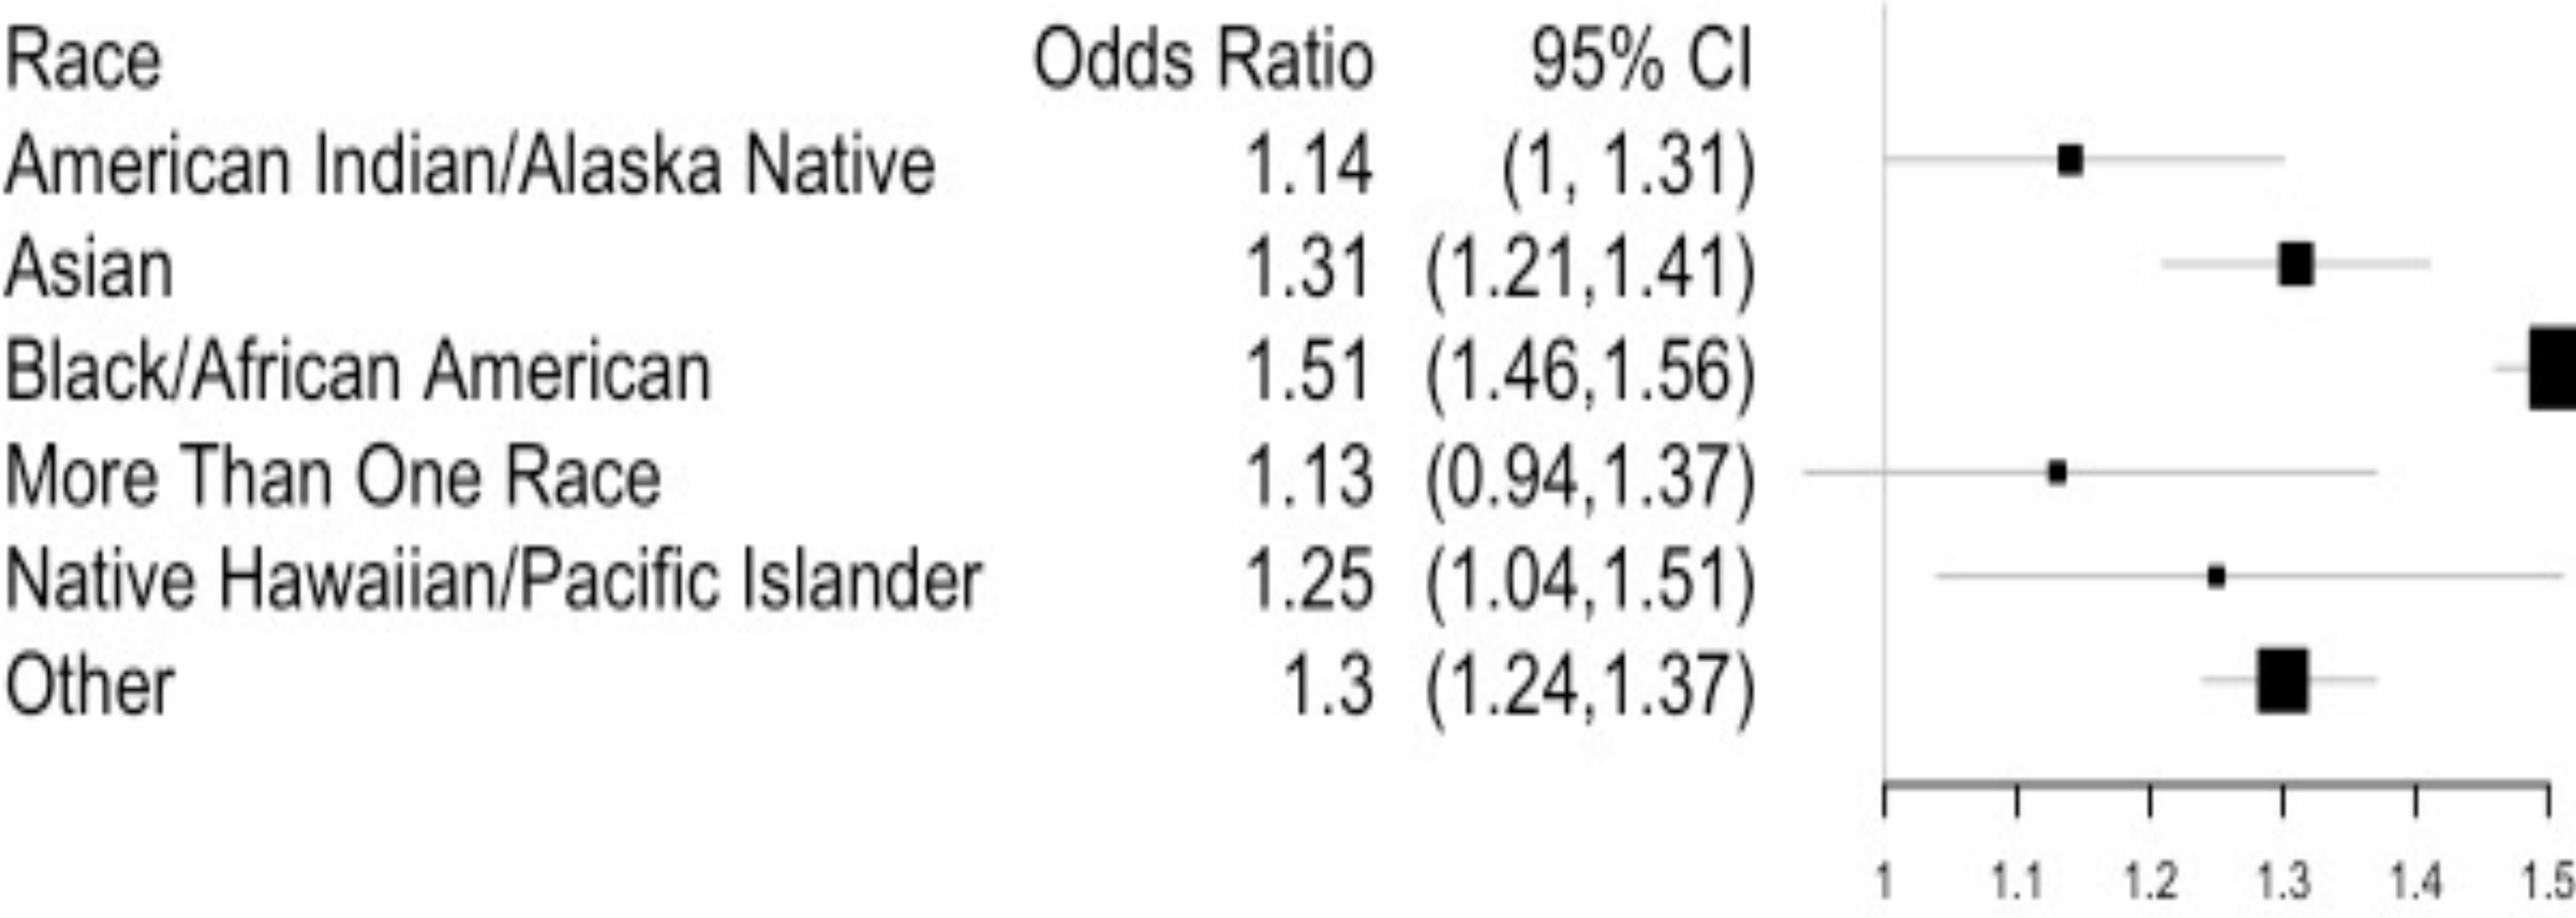 Race Odds Ratio 95% CI
American Indian/Alaska Native 1.14 (1, 1.31)
Asian 1.31 (1.21,1.41)
Black/African American 1.51 (1.46,1.56)
More Than One Race 1.13 (0.94,1.37)
Native Hawaiian/Pacific Islander 1.25 (1.04,1.51)
Other 1.3 (1.24,1.37)
1 1.1 1.2 1.3 1.4 1.5